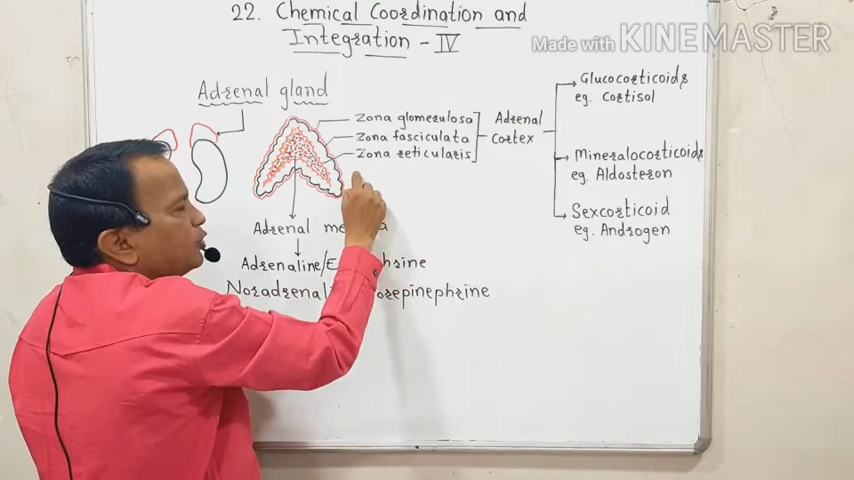 22. Chemical Coordination and
Integration - IV
Made with KINEMASTER
Adrenal gland
Zona glomerulosa
Zona fasciculata
Zona reticularis
Adrenal
Cortex
Glucocorticoids
eg. Cortisol
Mineralocorticoids
eg. Aldosteron
Sexcorticoid
eg. Androgen
Adrenal
Adrenaline/
Noradrenal
norepinephrine